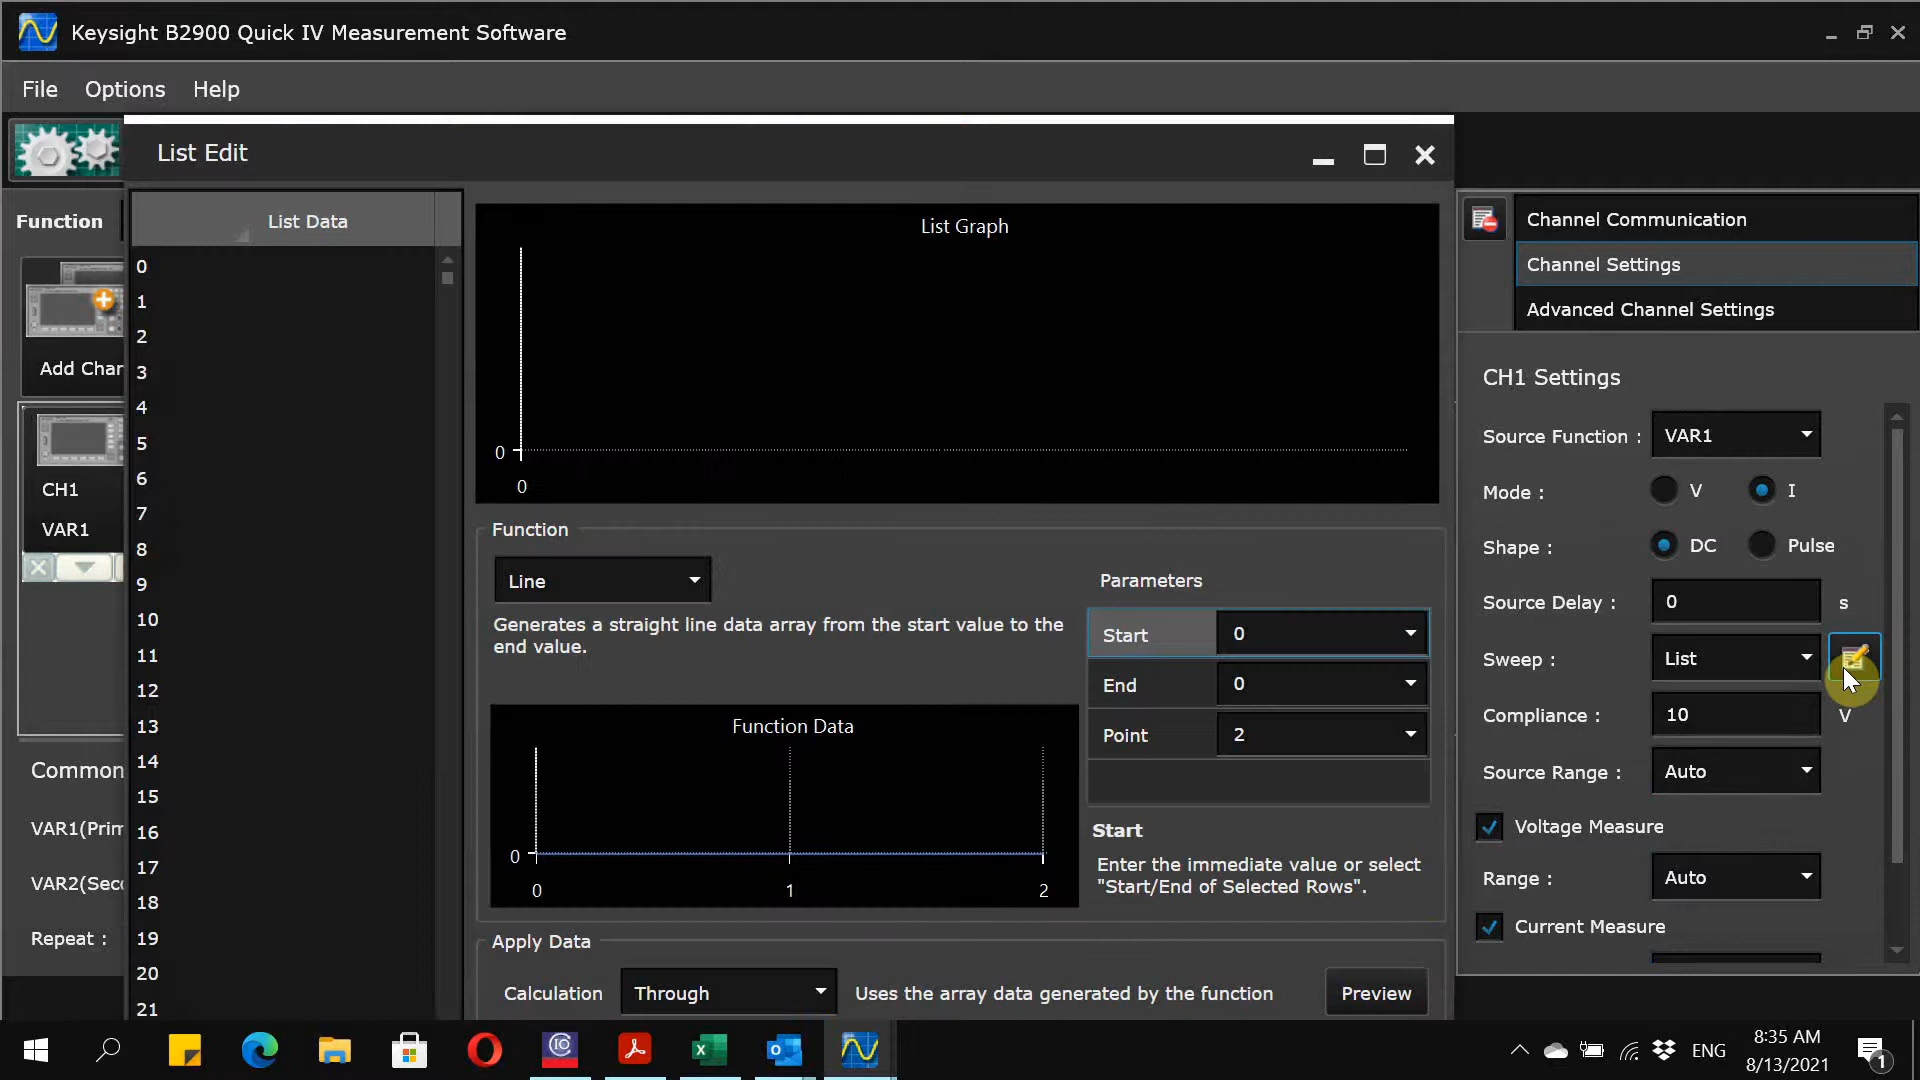 Keysight B2900 Quick IV Measurement Software
File Options Help
List Edit
Function
List Data
List Graph
Channel Communication
Channel Settings
Advanced Channel Settings
0
1
2
3
4
5
6
7
8
9
10
11
12
13
14
15
16
17
18
19
20
21
Add Char
CH1
VAR1
Common
VAR1(Prim
VAR2(Seco
Repeat :
0
0
Function
Line
Generates a straight line data array from the start value to the
end value.
Function Data
0
0 1 2
Parameters
Start 0
End 0
Point 2
Start
Enter the immediate value or select
"Start/End of Selected Rows".
Apply Data
Calculation Through Uses the array data generated by the function Preview
CH1 Settings
Source Function : VAR1
Mode : V I
Shape : DC Pulse
Source Delay : 0 s
Sweep : List
Compliance : 10 V
Source Range : Auto
Voltage Measure
Range : Auto
Current Measure
IC
ENG
8:35 AM
8/13/2021
1